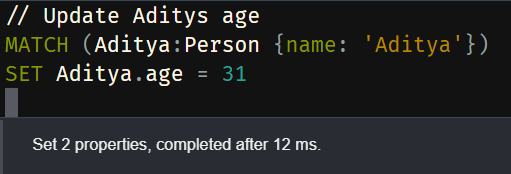 // Update Aditys age
MATCH (Aditya:Person {name: 'Aditya'})
SET Aditya.age = 31
Set 2 properties, completed after 12 ms.